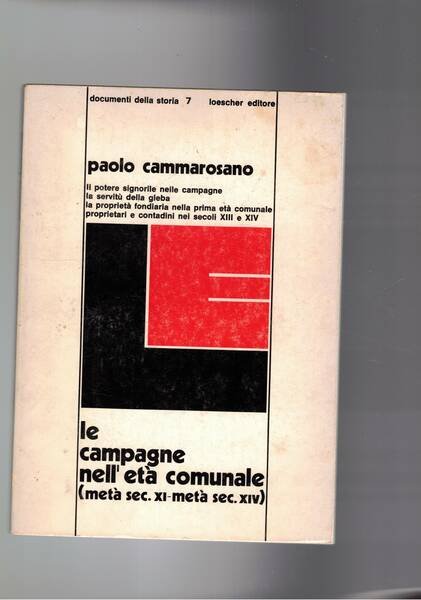 documenti della storia 7 loescher editore
paolo cammarosano
Il potere signorile nelle campagne
la servitù della gleba
la proprietà fondiaria nella prima età comunale
proprietari e contadini nei secoli XIII e XIV
le
campagne
nell'età comunale
(metà sec. XI-metà sec. XIV)